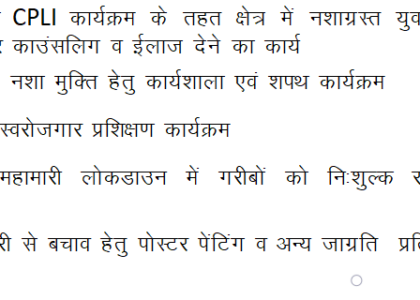 CPLI कार्यक्रम के तहत क्षेत्र में नशाग्रस्त
काउंसलिग व ईलाज देने का कार्य
नशा मुक्ति हेतु कार्यशाला एवं शपथ कार्यक्रम
स्वरोजगार प्रशिक्षण कार्यक्रम
महामारी लोकडाउन में गरीबों को निःशुल्क
से बचाव हेतु पोस्टर पेंटिंग व अन्य जाग्रति